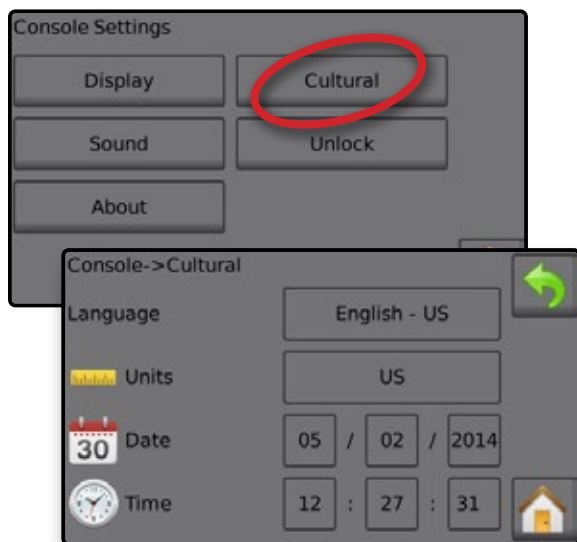 Console Settings
Display Cultural
Sound Unlock
About
Console->Cultural
Language English - US
Units US
30 Date 05 / 02 / 2014
Time 12 : 27 : 31